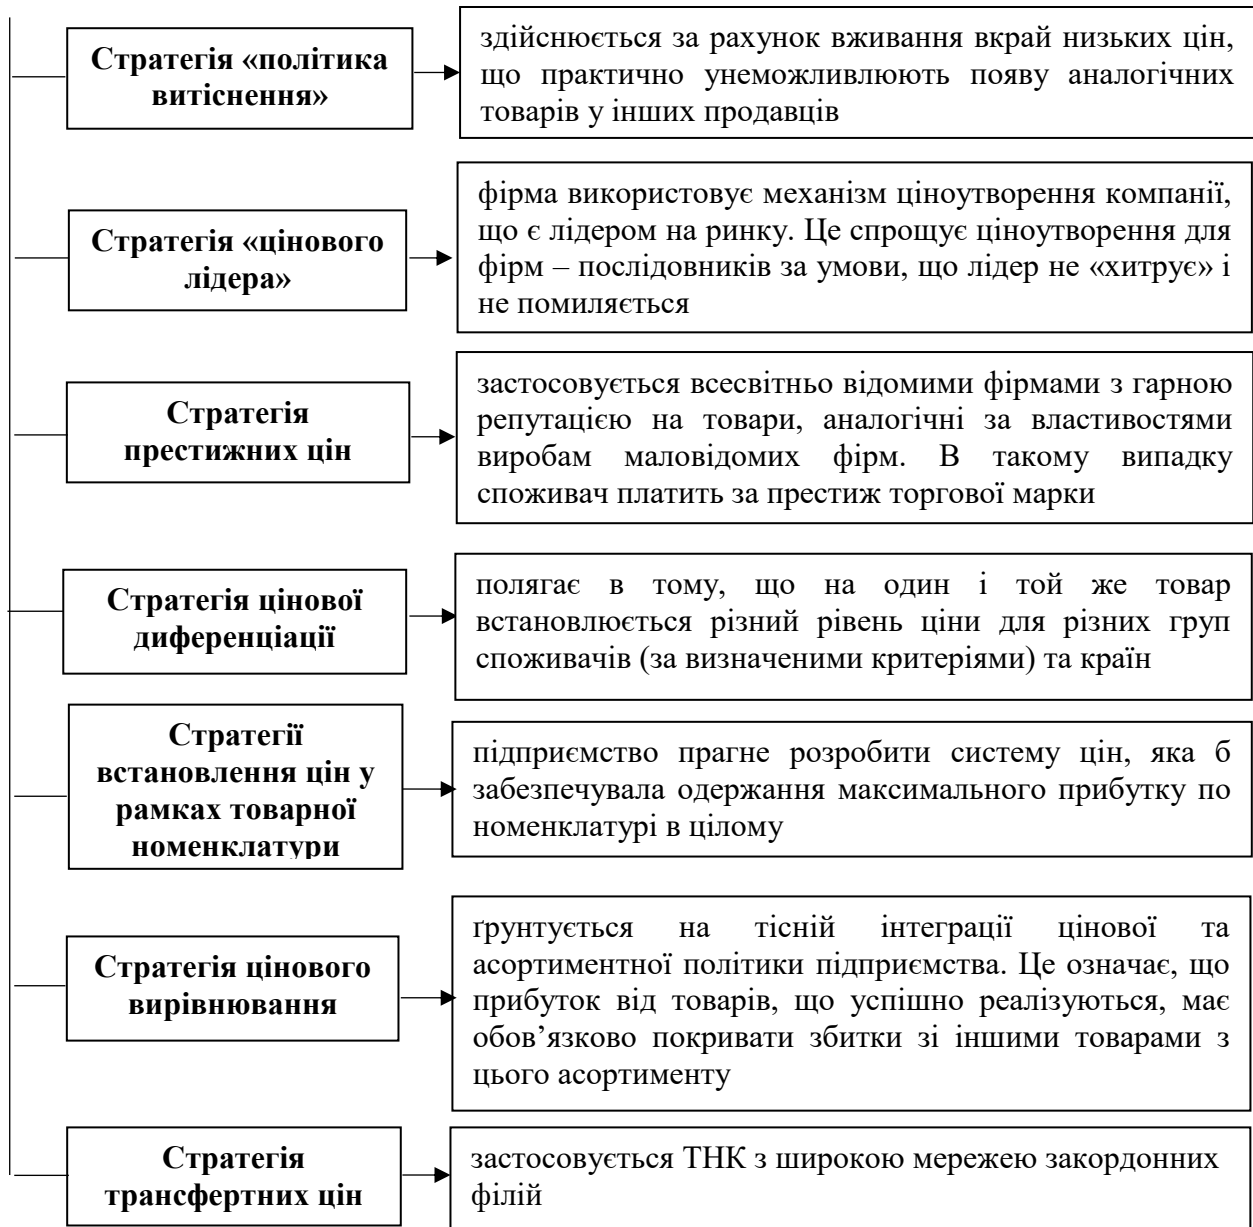 Стратегія «політика
витіснення»
здійснюється за рахунок вживання вкрай низьких цін,
що практично унеможливлюють появу аналогічних
товарів у інших продавців
Стратегія «цінового
лідера»
фірма використовує механізм ціноутворення компанії,
що є лідером на ринку. Це спрощує ціноутворення для
фірм – послідовників за умови, що лідер не «хитрує» і
не помиляється
Стратегія
престижних цін
застосовується всесвітньо відомими фірмами з гарною
репутацією на товари, аналогічні за властивостями
виробам маловідомих фірм. В такому випадку
споживач платить за престиж торгової марки
Стратегія цінової
диференціації
полягає в тому, що на один і той же товар
встановлюється різний рівень ціни для різних груп
споживачів (за визначеними критеріями) та країн
Стратегії
встановлення цін у
рамках товарної
номенклатури
підприємство прагне розробити систему цін, яка б
забезпечувала одержання максимального прибутку по
номенклатурі в цілому
Стратегія цінового
вирівнювання
ґрунтується на тісній інтеграції цінової та
асортиментної політики підприємства. Це означає, що
прибуток від товарів, що успішно реалізуються, має
обов’язково покривати збитки зі іншими товарами з
цього асортименту
Стратегія
трансфертних цін
застосовується ТНК з широкою мережею закордонних
філій